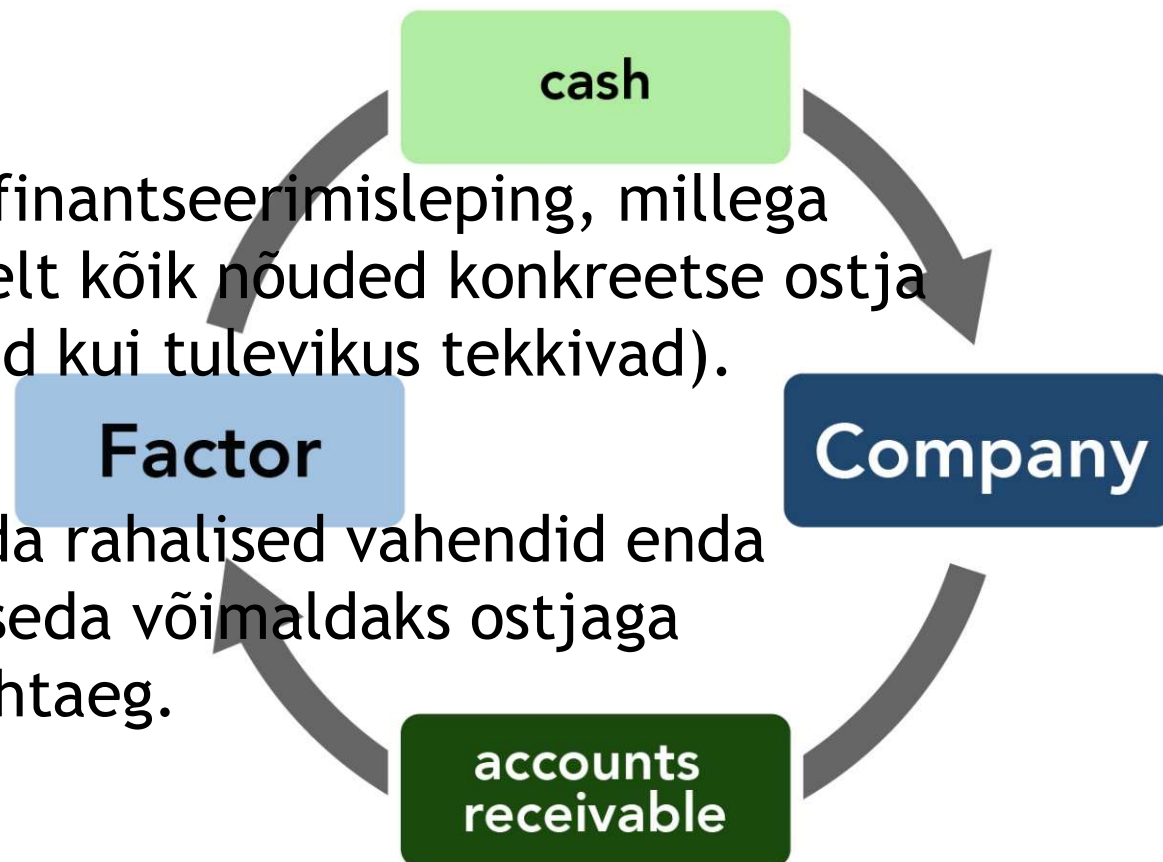 cash
finantseerimisleping, millega
elt kõik nõuded konkreetse ostja
d kui tulevikus tekkivad).
Factor
Company
da rahalised vahendid enda
seda võimaldaks ostjaga
htaeg.
accounts
receivable